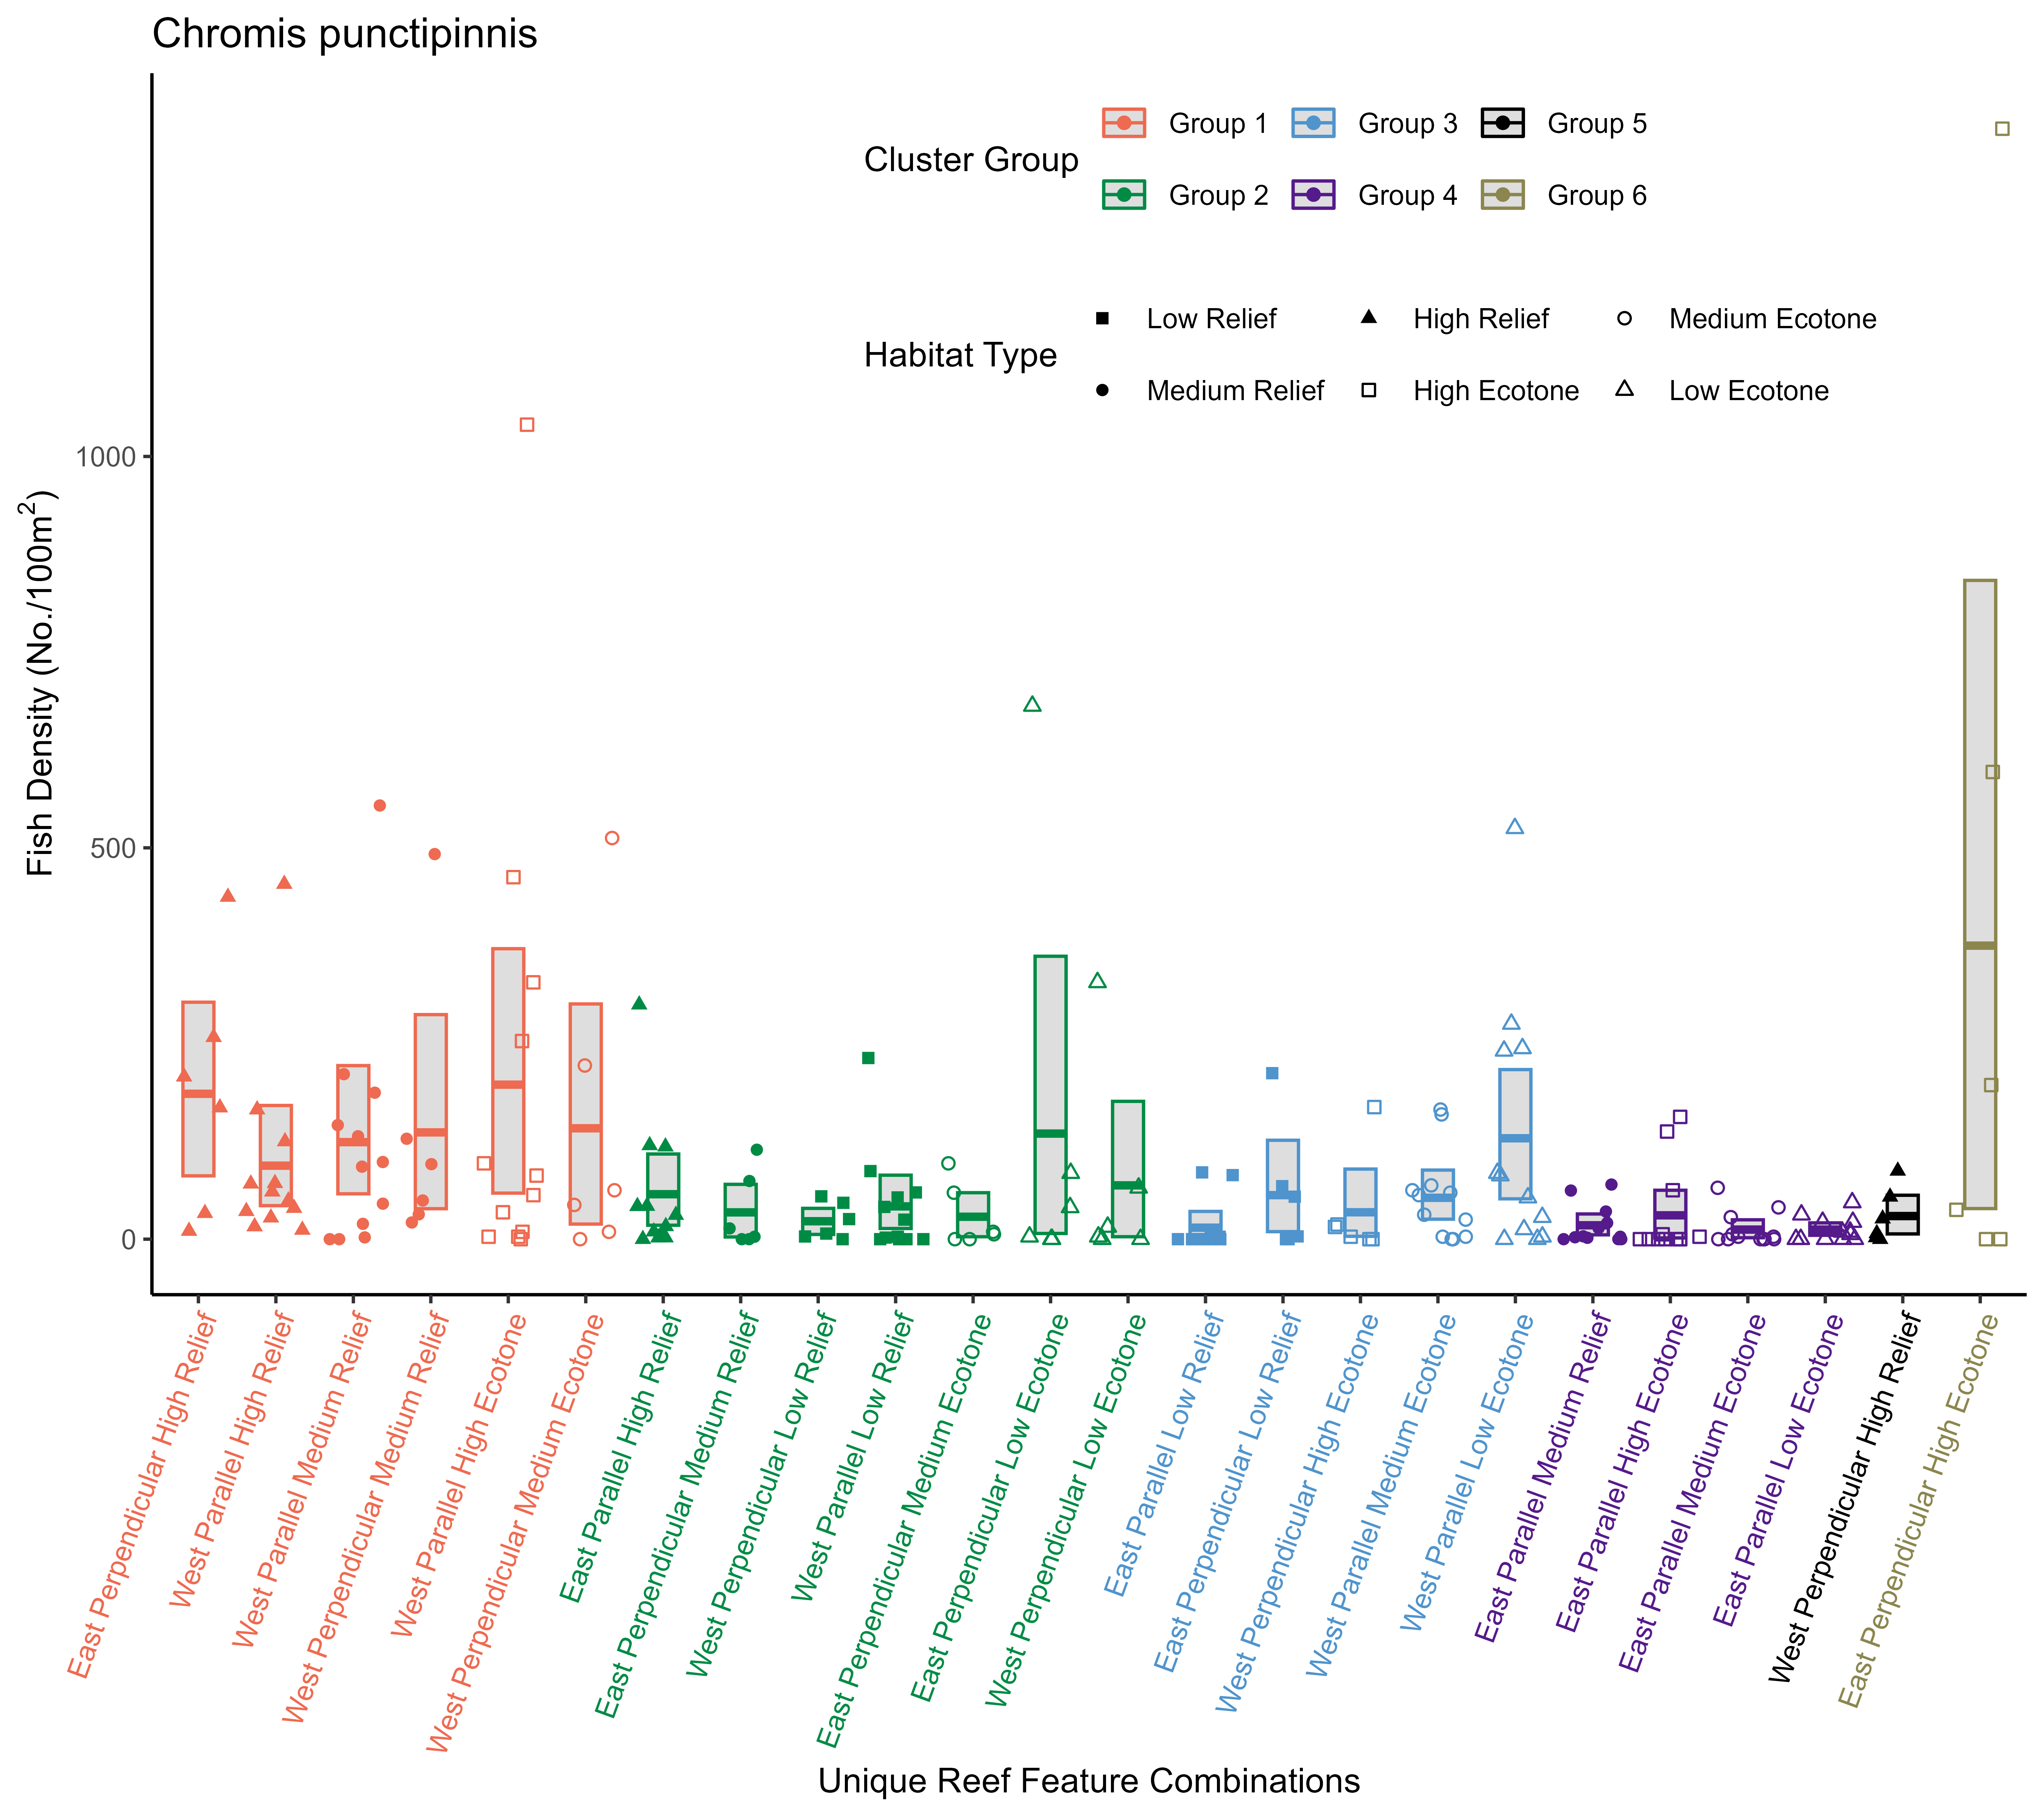 Chromis punctipinnis
Cluster Group
Group 1
Group 3
Group 5
Group 2
Group 4
Group 6
Habitat Type
Low Relief
High Relief
Medium Ecotone
Medium Relief
High Ecotone
Low Ecotone
Fish Density (No./100m²)
1000
500
0
East Perpendicular High Relief
West Parallel High Relief
West Parallel Medium Relief
West Perpendicular Medium Relief
West Parallel High Ecotone
West Perpendicular Medium Ecotone
East Parallel High Relief
East Perpendicular Medium Relief
West Perpendicular Low Relief
West Parallel Low Relief
East Perpendicular Medium Ecotone
East Perpendicular Low Ecotone
West Perpendicular Low Ecotone
East Parallel Low Relief
East Perpendicular Low Relief
West Perpendicular High Ecotone
West Parallel Medium Ecotone
West Parallel Low Ecotone
East Parallel Medium Relief
East Parallel High Ecotone
East Parallel Medium Ecotone
East Parallel Low Ecotone
West Perpendicular High Relief
East Perpendicular High Ecotone
Unique Reef Feature Combinations